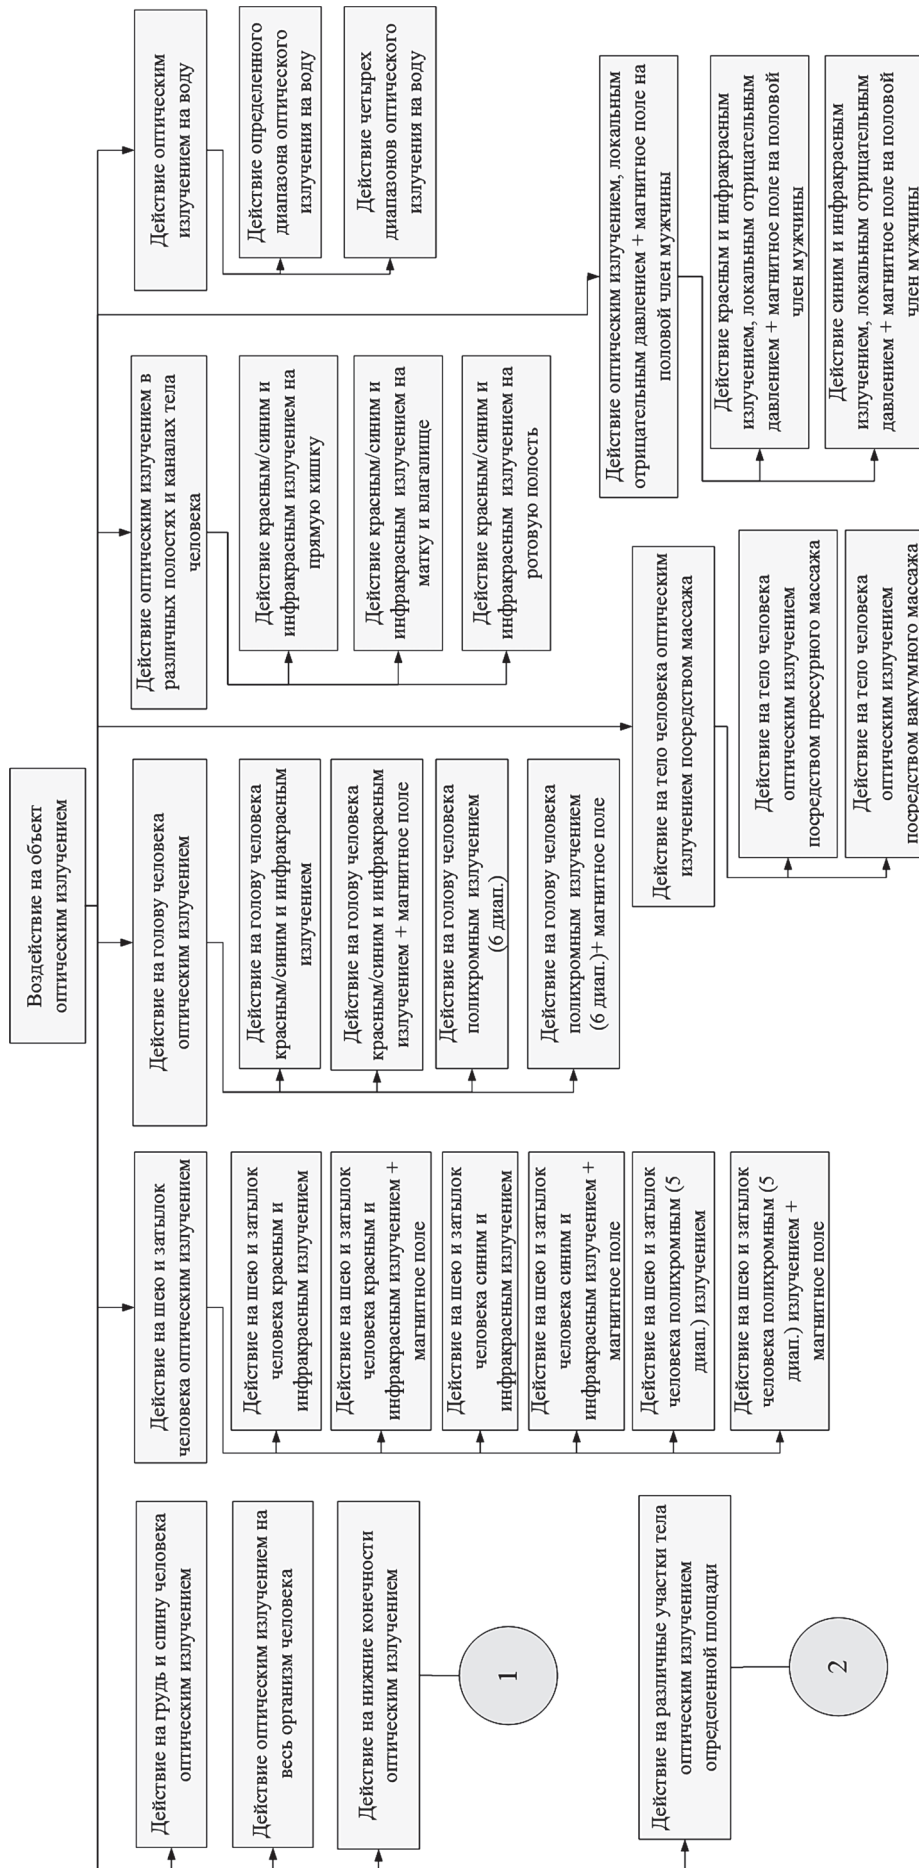 Воздействие на объект
оптическим излучением
Действие на грудь и спину человека
оптическим излучением
Действие оптическим излучением на
весь организм человека
Действие на нижние конечности
оптическим излучением
1
Действие на различные участки тела
оптическим излучением
определенной площади
2
Действие на шею и затылок
человека оптическим излучением
Действие на шею и затылок
человека красным и
инфракрасным излучением
Действие на шею и затылок
человека красным и
инфракрасным излучением +
магнитное поле
Действие на шею и затылок
человека синим и
инфракрасным излучением
Действие на шею и затылок
человека синим и
инфракрасным излучением +
магнитное поле
Действие на шею и затылок
человека полихромным (5
диап.) излучением
Действие на шею и затылок
человека полихромным (5
диап.) излучением +
магнитное поле
Действие на голову человека
оптическим излучением
Действие на голову человека
красным/синим и инфракрасным
излучением
Действие на голову человека
красным/синим и инфракрасным
излучением + магнитное поле
Действие на голову человека
полихромным излучением
(6 диап.)
Действие на голову человека
полихромным излучением
(6 диап.)+ магнитное поле
Действие оптическим излучением в
различных полостях и каналах тела
человека
Действие красным/синим и
инфракрасным излучением на
прямую кишку
Действие красным/синим и
инфракрасным излучением на
матку и влагалище
Действие красным/синим и
инфракрасным излучением на
ротовую полость
Действие оптическим
излучением на воду
Действие определенного
диапазона оптического
излучения на воду
Действие четырех
диапазонов оптического
излучения на воду
Действие на тело человека оптическим
излучением посредством массажа
Действие на тело человека
оптическим излучением
посредством прессурного массажа
Действие на тело человека
оптическим излучением
посредством вакуумного массажа
Действие оптическим излучением, локальным
отрицательным давлением + магнитное поле на
половой член мужчины
Действие красным и инфракрасным
излучением, локальным отрицательным
давлением + магнитное поле на половой
член мужчины
Действие синим и инфракрасным
излучением, локальным отрицательным
давлением + магнитное поле на половой
член мужчины